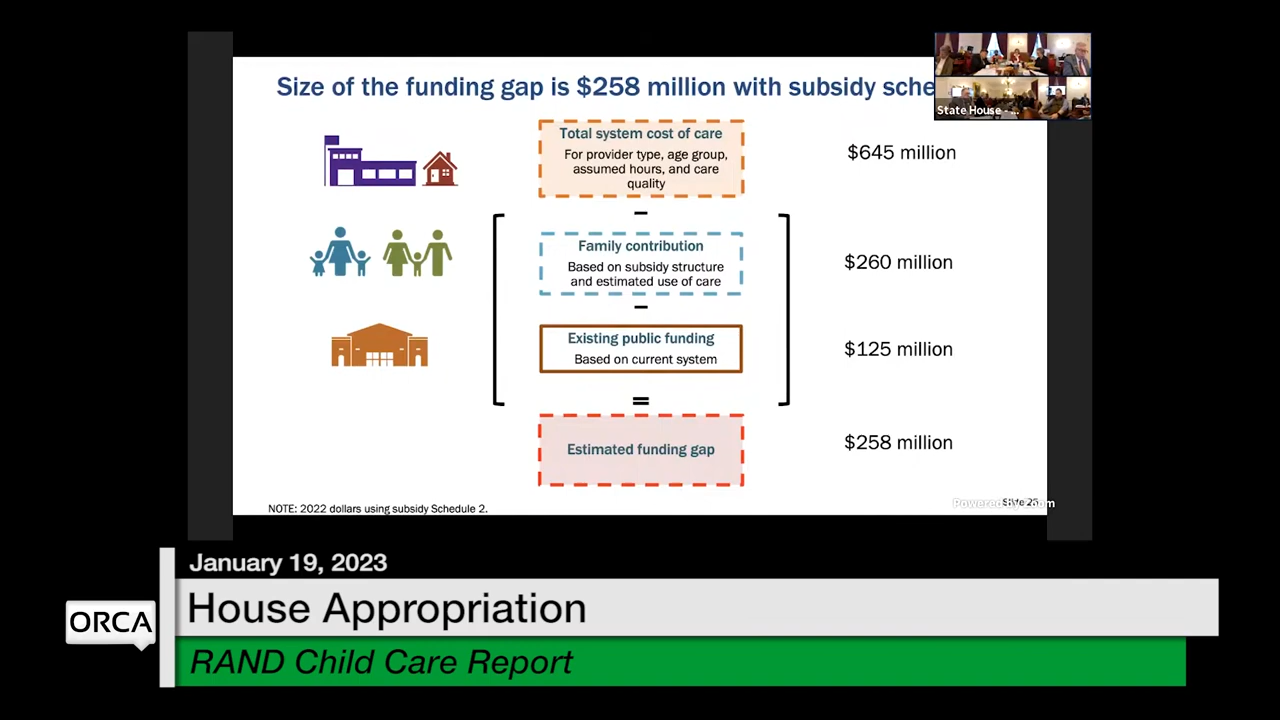 Size of the funding gap is $258 million with subsidy sche
State House - ...
Total system cost of care
For provider type, age group,
assumed hours, and care
quality
$645 million
–
Family contribution
Based on subsidy structure
and estimated use of care
$260 million
–
Existing public funding
Based on current system
$125 million
=
Estimated funding gap
$258 million
NOTE: 2022 dollars using subsidy Schedule 2.
Powered by Zoom
January 19, 2023
House Appropriation
ORCA
RAND Child Care Report